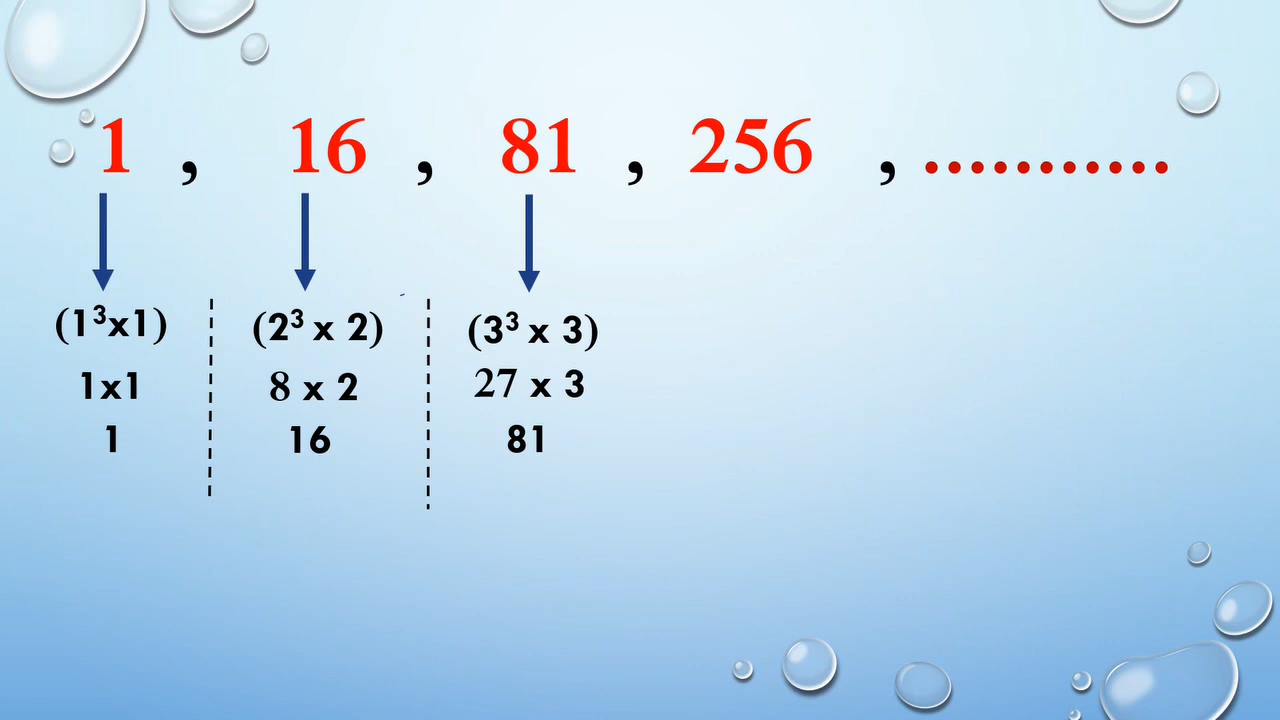 1 , 16 , 81 , 256 , ...........
(1³x1) (2³ x 2) (3³ x 3)
1x1 8 x 2 27 x 3
1 16 81